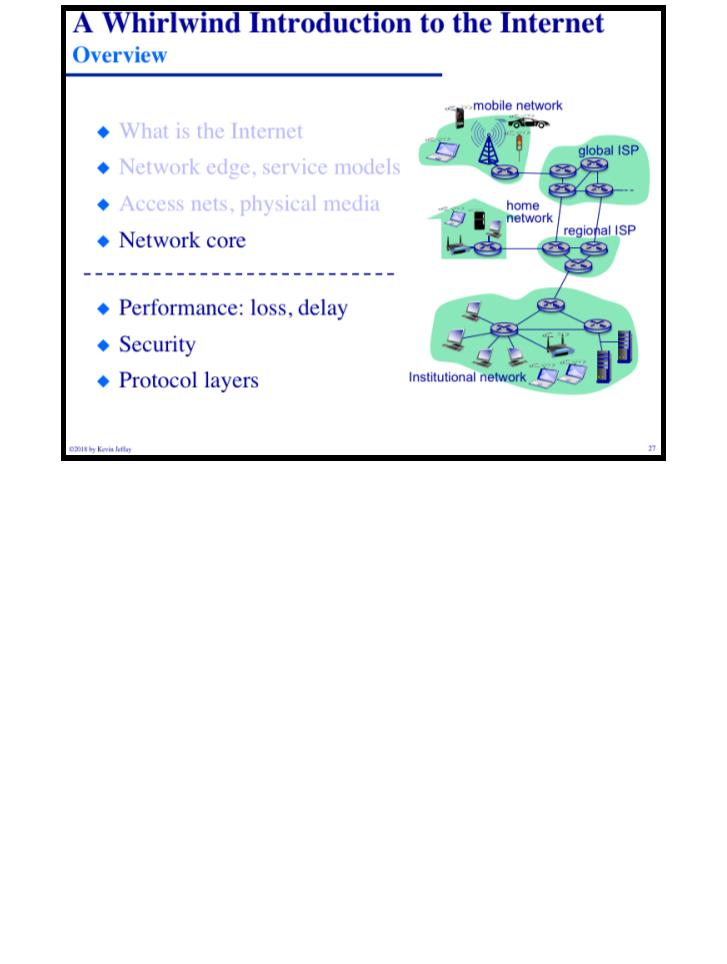 A Whirlwind Introduction to the Internet
Overview
What is the Internet
Network edge, service models
Access nets, physical media
Network core
Performance: loss, delay
Security
Protocol layers
mobile network
global ISP
home
network
regional ISP
Institutional network
©2018 by Kevin Jeffay
27